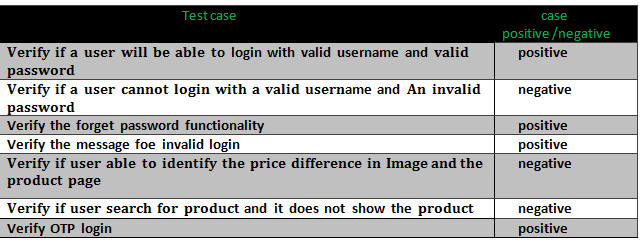 Test case case
positive /negative
Verify if a user will be able to login with valid username and valid positive
password
Verify if a user cannot login with a valid username and An invalid negative
password
Verify the forget password functionality positive
Verify the message foe invalid login positive
Verify if user able to identify the price difference in Image and the negative
product page
Verify if user search for product and it does not show the product negative
Verify OTP login positive